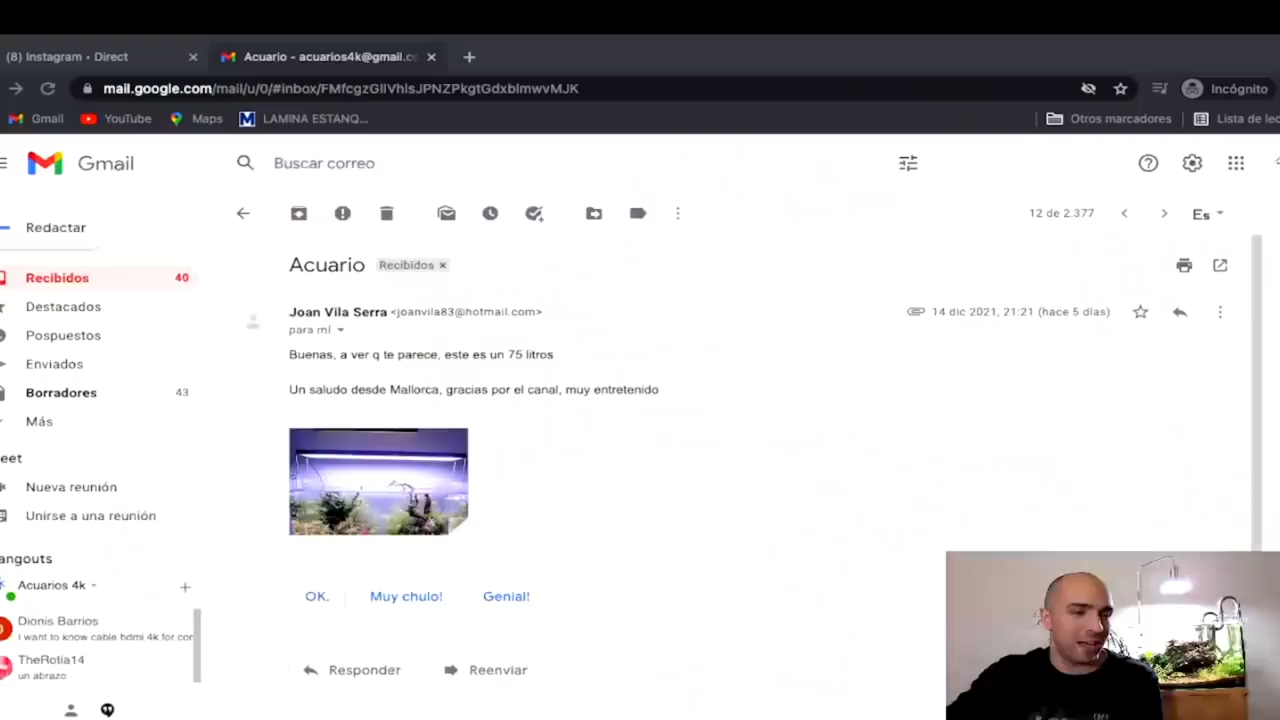 (8) Instagram • Direct
Acuario - acuarios4k@gmail.co
mail.google.com/mail/u/0/#inbox/FMfcgzGllVhlsJPNZPkgtGdxblmwvMJK
Incógnito
Gmail
YouTube
Maps
LAMINA ESTANQ...
Otros marcadores
Lista de lec
Gmail
Buscar correo
Redactar
12 de 2.377
Es
Acuario
Recibidos x
Recibidos 40
Destacados
Pospuestos
Enviados
Borradores 43
Más
Joan Vila Serra <joanvila83@hotmail.com>
14 dic 2021, 21:21 (hace 5 días)
para mí
Buenas, a ver q te parece, este es un 75 litros
Un saludo desde Mallorca, gracias por el canal, muy entretenido
eet
Nueva reunión
Unirse a una reunión
angouts
Acuarios 4k
Dionis Barrios
I want to know cable hdmi 4k for cor
TheRotia14
un abrazo
OK.
Muy chulo!
Genial!
Responder
Reenviar